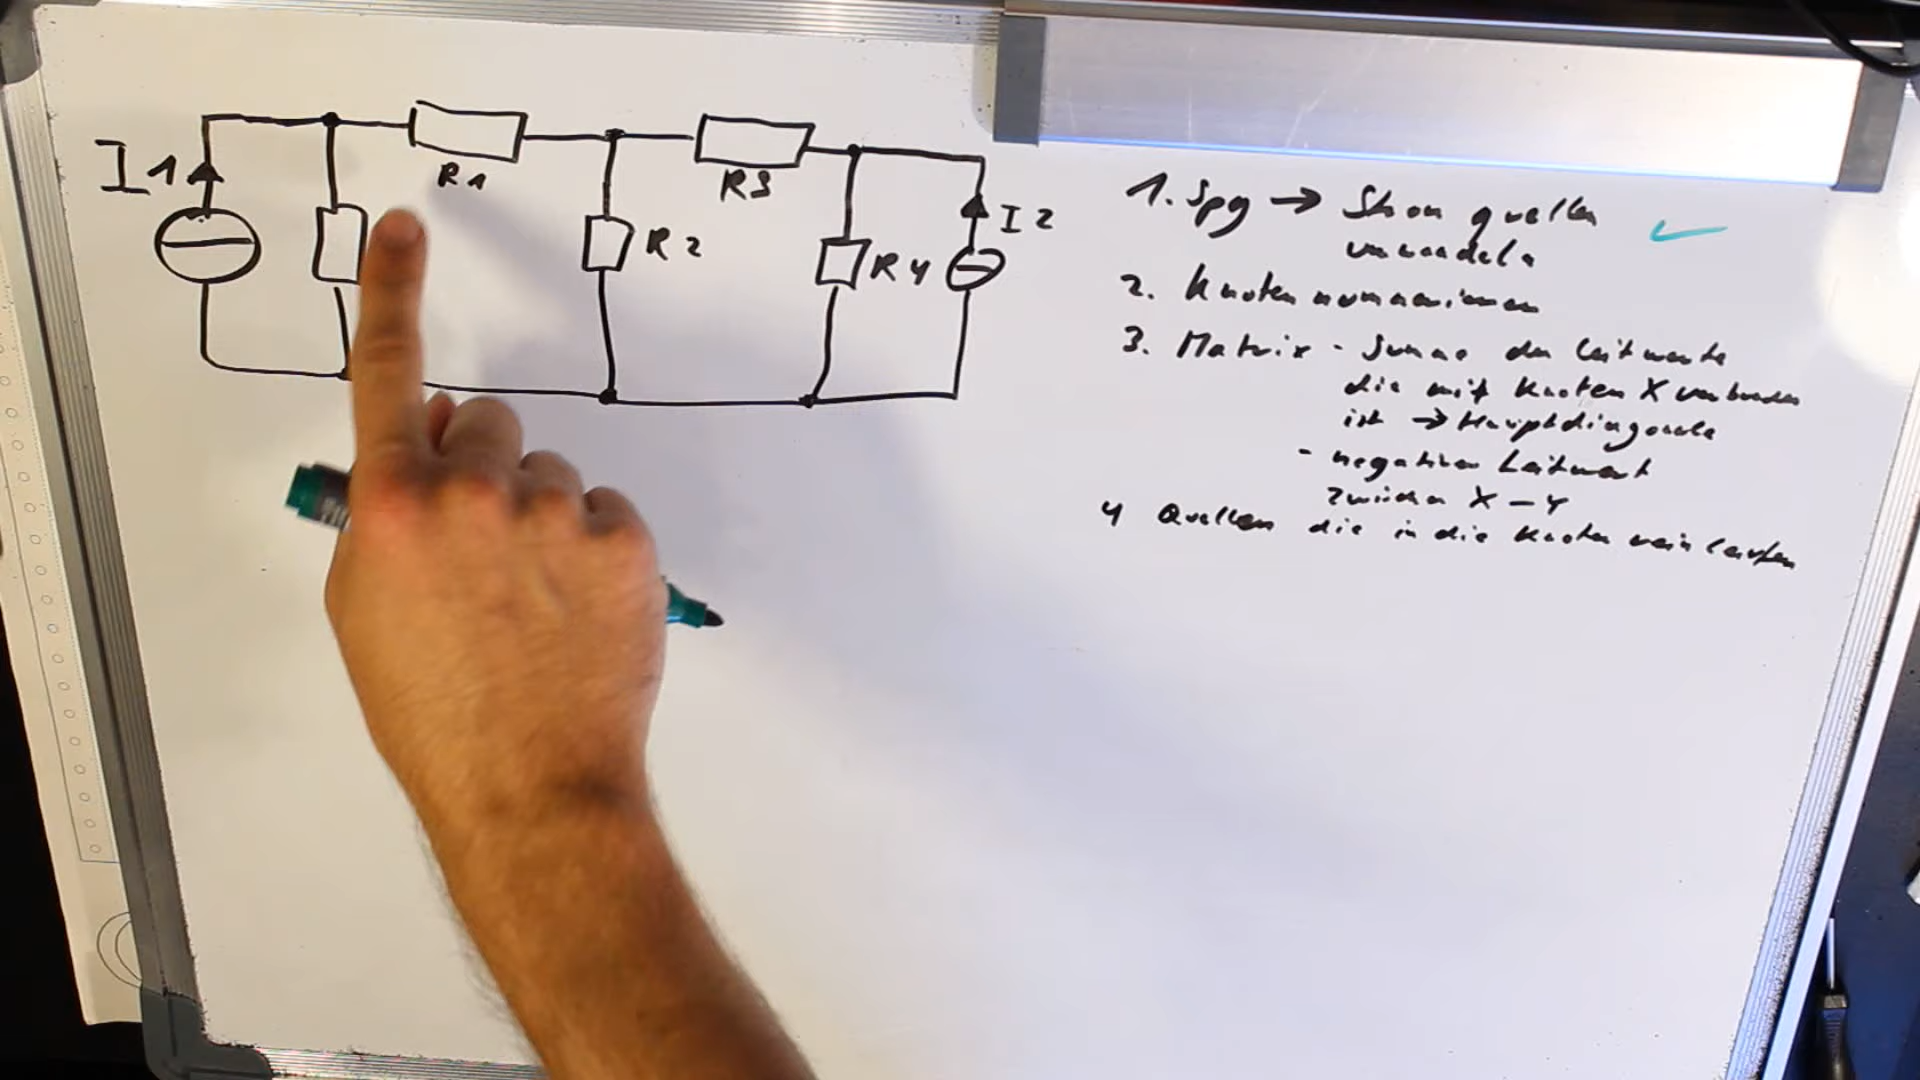 I1
R1
R3
R2
R4
I2
1. Spg → Strom quellen
umwandeln
2. Knoten nummerieren
3. Matrix - Summe der Leitwerte
die mit Knoten X verbunden
ist → Hauptdiagonale
- negativer Leitwert
zwischen X - Y
4 Quellen die in die Knoten rein laufen